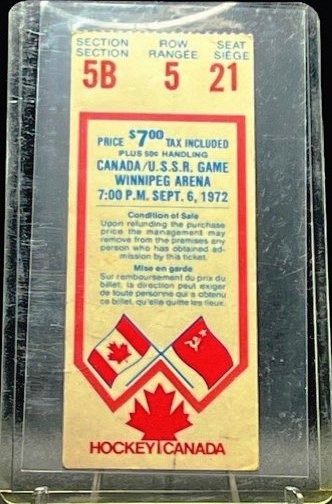 SECTION ROW SEAT
SECTION RANGÉE SIÈGE
5B 5 21
PRICE $7.00 TAX INCLUDED
PLUS 50¢ HANDLING
CANADA/U.S.S.R. GAME
WINNIPEG ARENA
7:00 P.M. SEPT. 6, 1972
Condition of Sale
Upon refunding the purchase
price the management may
remove from the premises any
person who has obtained ad-
mission by this ticket.
Mise en garde
Sur remboursement du prix du
billet, la direction peut exiger
de toute personne qui a obtenu
ce billet, qu'elle quitte les lieux.
HOCKEY CANADA